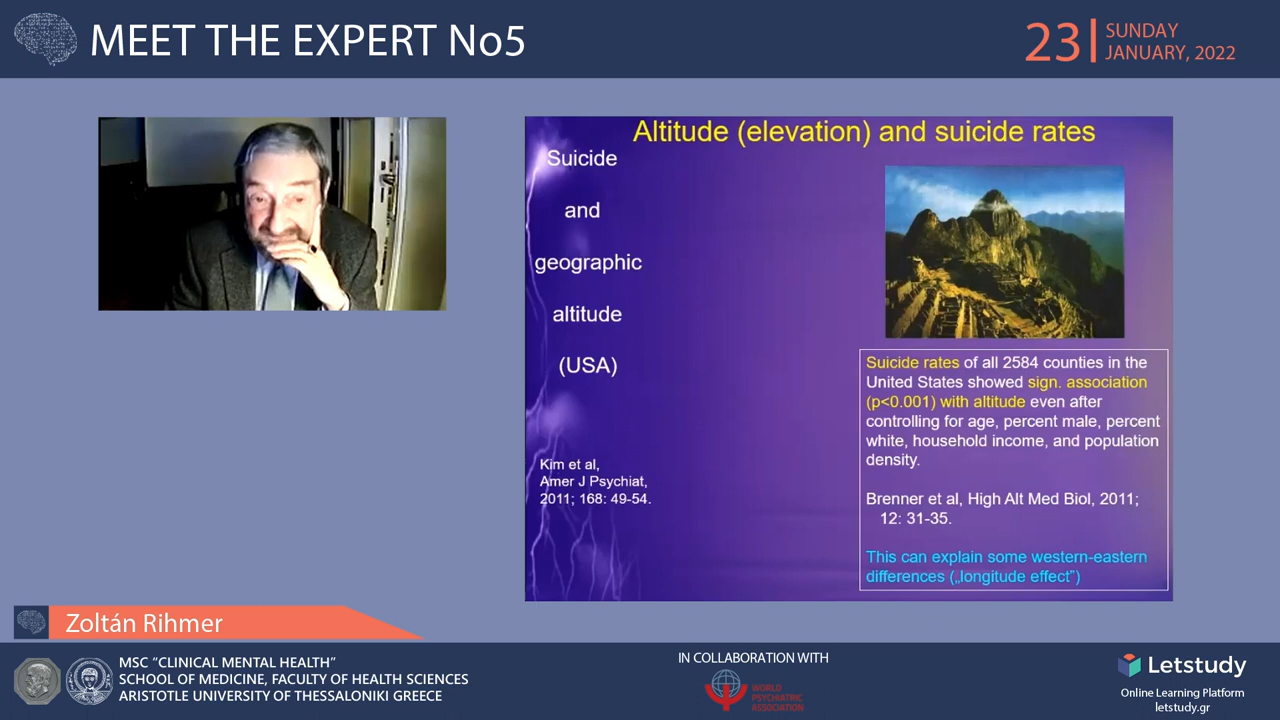 MEET THE EXPERT No5
23
SUNDAY
JANUARY, 2022
Altitude (elevation) and suicide rates
Suicide
and
geographic
altitude
(USA)
Kim et al,
Amer J Psychiat,
2011; 168: 49-54.
Suicide rates of all 2584 counties in the
United States showed sign. association
(p<0.001) with altitude even after
controlling for age, percent male, percent
white, household income, and population
density.
Brenner et al, High Alt Med Biol, 2011;
12: 31-35.
This can explain some western-eastern
differences („longitude effect”)
Zoltán Rihmer
MSC “CLINICAL MENTAL HEALTH”
SCHOOL OF MEDICINE, FACULTY OF HEALTH SCIENCES
ARISTOTLE UNIVERSITY OF THESSALONIKI GREECE
IN COLLABORATION WITH
WORLD
PSYCHIATRIC
ASSOCIATION
Letstudy
Online Learning Platform
letstudy.gr